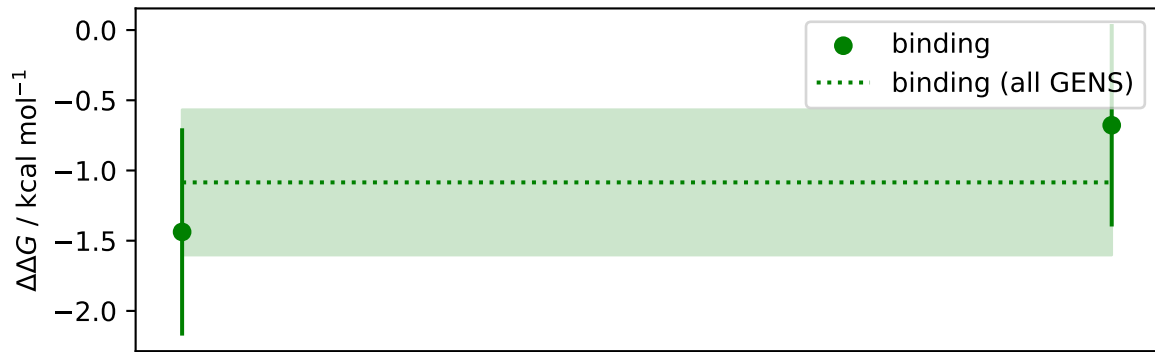 0.0
−0.5
−1.0
−1.5
−2.0
ΔΔG / kcal mol⁻¹
binding
binding (all GENS)